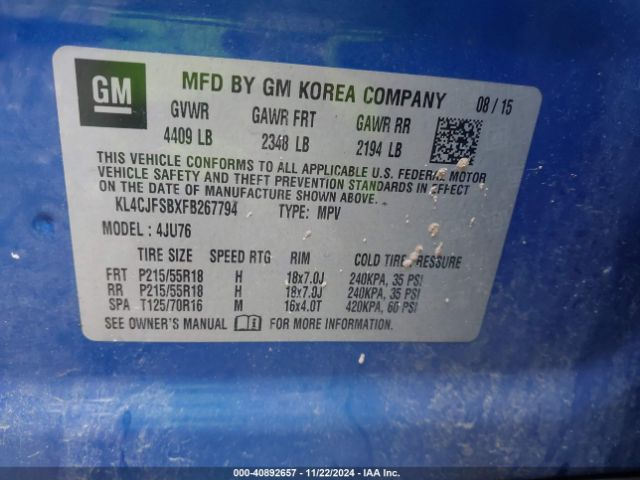 GM
MFD BY GM KOREA COMPANY 08 / 15
GVWR GAWR FRT GAWR RR
4409 LB 2348 LB 2194 LB
THIS VEHICLE CONFORMS TO ALL APPLICABLE U.S. FEDERAL MOTOR
VEHICLE SAFETY AND THEFT PREVENTION STANDARDS IN EFFECT
ON THE DATE OF MANUFACTURE SHOWN ABOVE.
KL4CJFSBXFB267794 TYPE: MPV
MODEL : 4JU76
TIRE SIZE SPEED RTG RIM COLD TIRE PRESSURE
FRT P215/55R18 H 18x7.0J 240KPA, 35 PSI
RR P215/55R18 H 18x7.0J 240KPA, 35 PSI
SPA T125/70R16 M 16x4.0T 420KPA, 60 PSI
SEE OWNER'S MANUAL FOR MORE INFORMATION.
000-40892657 - 11/22/2024 - IAA Inc.